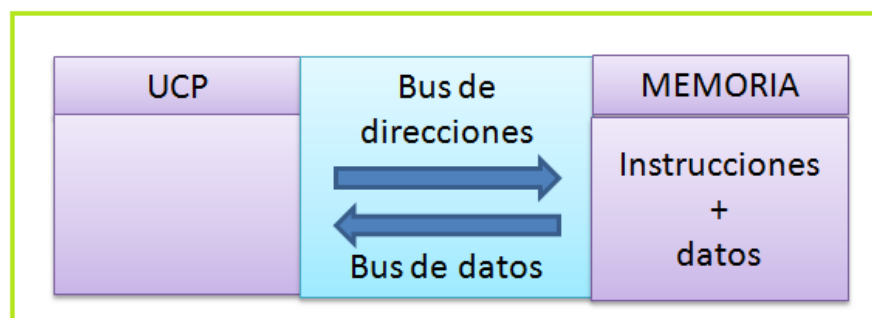 UCP
Bus de
direcciones
Bus de datos
MEMORIA
Instrucciones
+
datos